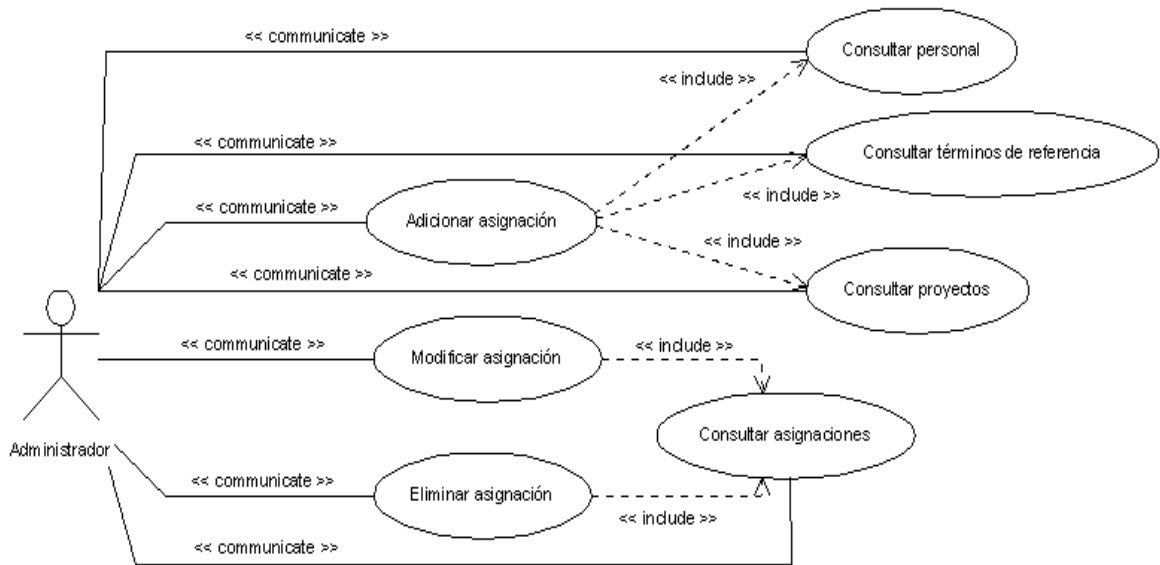 << communicate >>
Consultar personal
<< include >>
<< communicate >>
Consultar términos de referencia
<< include >>
<< communicate >>
Adicionar asignación
<< include >>
<< communicate >>
Consultar proyectos
<< communicate >>
Modificar asignación
<< include >>
Consultar asignaciones
Administrador
<< communicate >>
Eliminar asignación
<< include >>
<< communicate >>